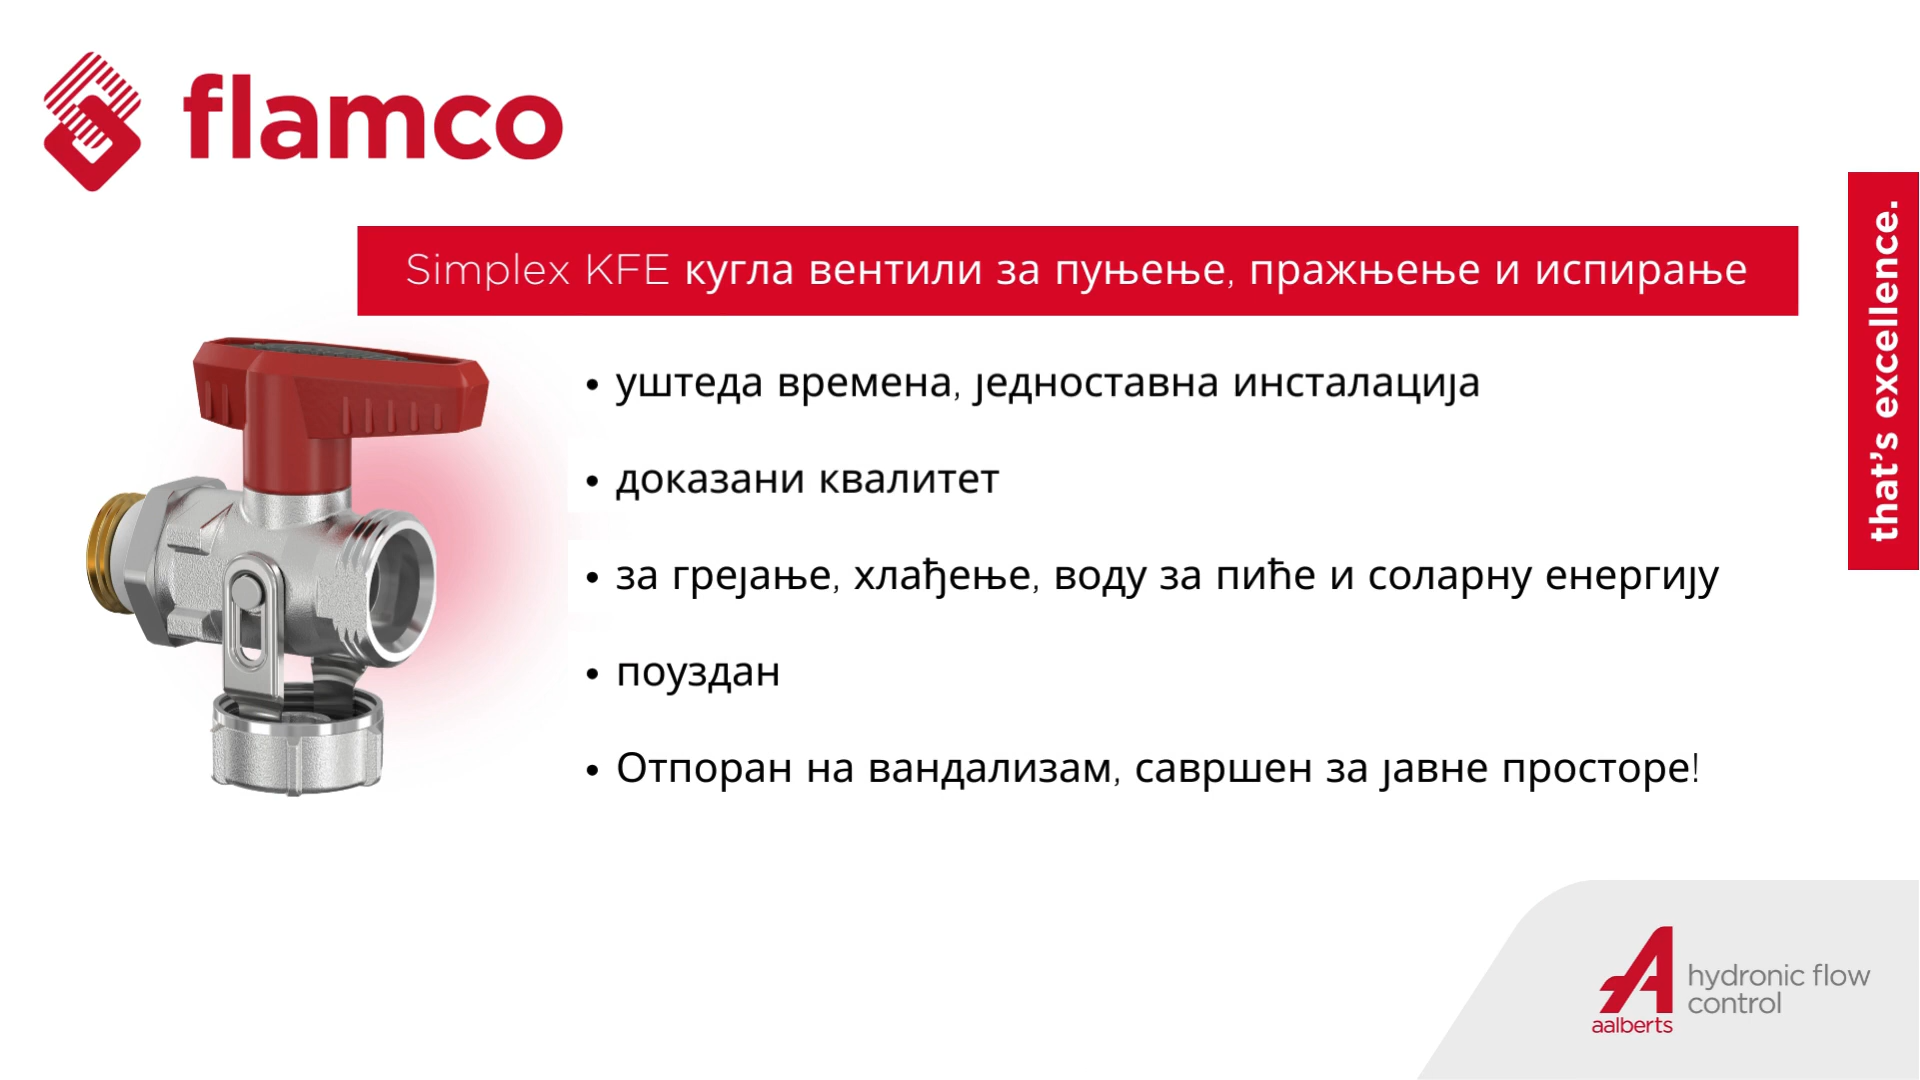 flamco
that's excellence.
Simplex KFE кугла вентили за пуњење, пражњење и испирање
• уштеда времена, једноставна инсталација
• доказани квалитет
• за грејање, хлађење, воду за пиће и соларну енергију
• поуздан
• Отпоран на вандализам, савршен за јавне просторе!
hydronic flow
control
aalberts